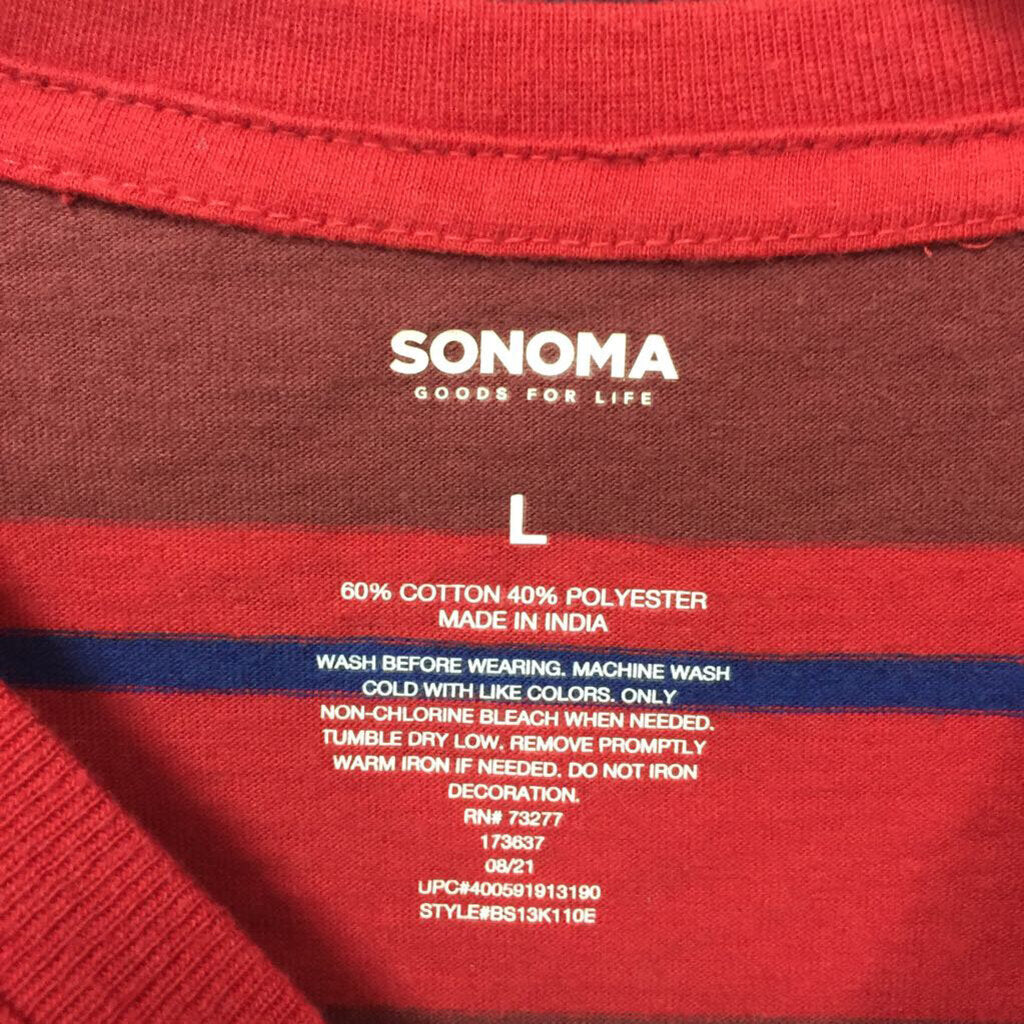 SONOMA
GOODS FOR LIFE
L
60% COTTON 40% POLYESTER
MADE IN INDIA
WASH BEFORE WEARING. MACHINE WASH
COLD WITH LIKE COLORS. ONLY
NON-CHLORINE BLEACH WHEN NEEDED.
TUMBLE DRY LOW. REMOVE PROMPTLY
WARM IRON IF NEEDED. DO NOT IRON
DECORATION.
RN# 73277
173637
08/21
UPC#400591913190
STYLE#BS13K110E